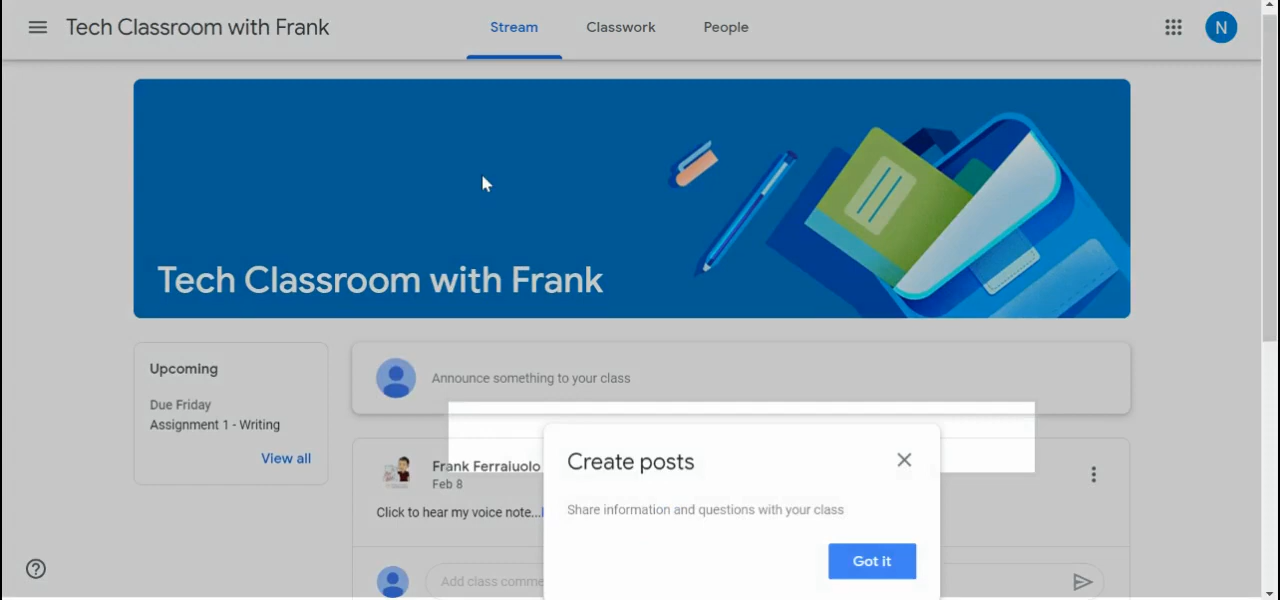 Tech Classroom with Frank
Stream
Classwork
People
N
Tech Classroom with Frank
Upcoming
Due Friday
Assignment 1 - Writing
View all
Announce something to your class
Frank Ferraiuolo
Feb 8
Click to hear my voice note...
Create posts
Share information and questions with your class
Got it
Add class comme